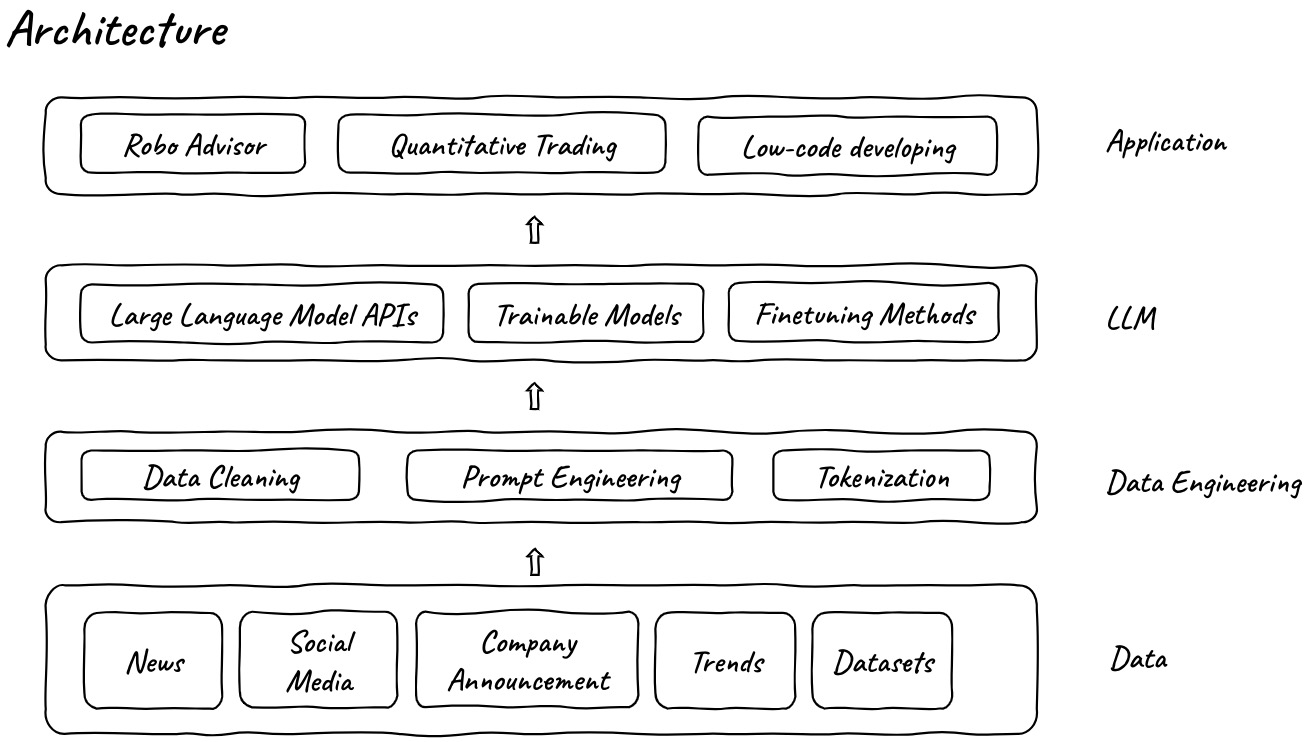 Architecture
Robo Advisor
Quantitative Trading
Low-code developing
Application
Large Language Model APIs
Trainable Models
Finetuning Methods
LLM
Data Cleaning
Prompt Engineering
Tokenization
Data Engineering
News
Social
Media
Company
Announcement
Trends
Datasets
Data